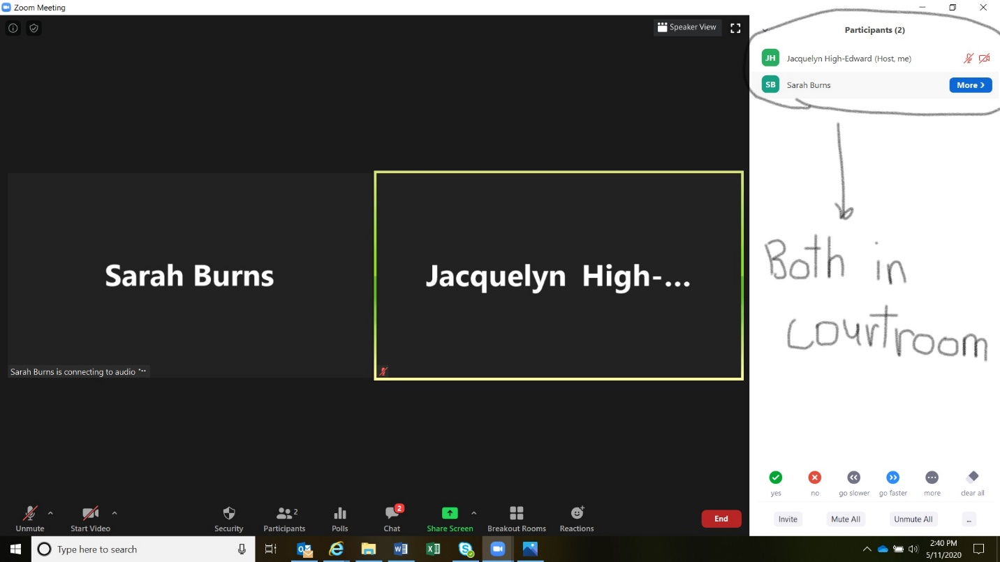 Zoom Meeting
Speaker View
Participants (2)
JH Jacquelyn High-Edward (Host, me)
SB Sarah Burns More
Sarah Burns
Jacquelyn High-...
Sarah Burns is connecting to audio
Both in
courtroom
yes no go slower go faster more clear all
Unmute Start Video Security Participants 2 Polls Chat 2 Share Screen Breakout Rooms Reactions End
Invite Mute All Unmute All ...
Type here to search
2:40 PM
5/11/2020